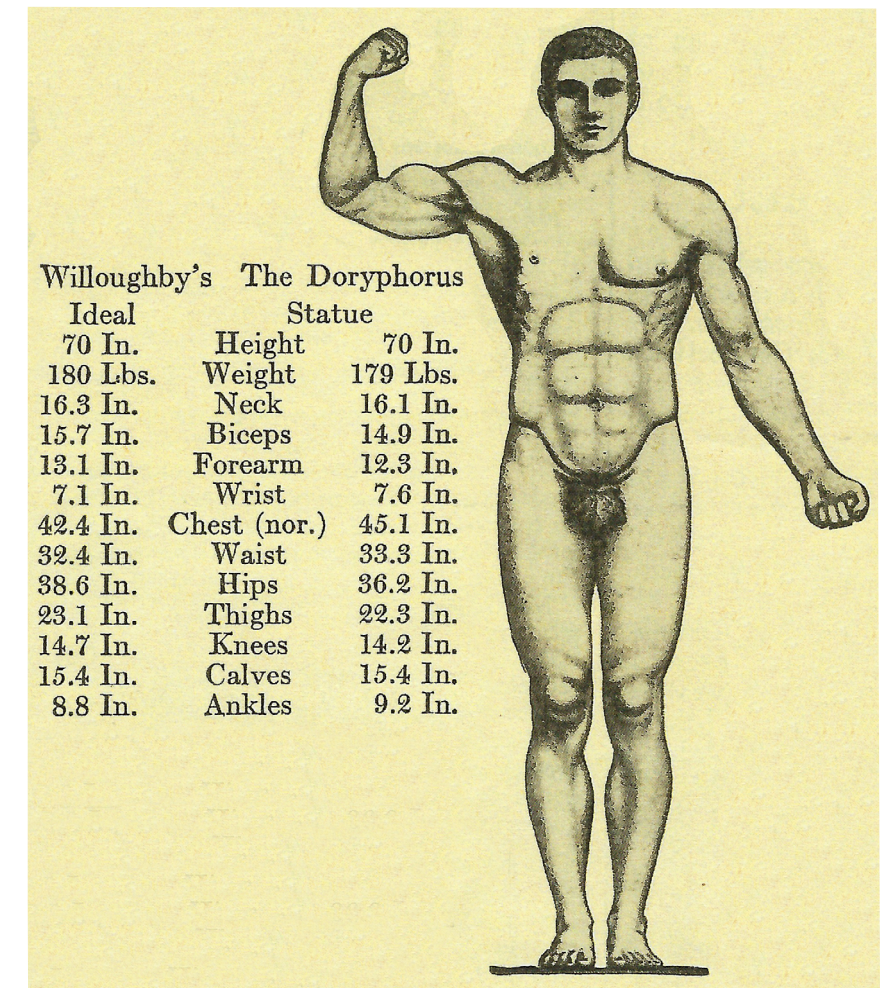 Willoughby's The Doryphorus
Ideal Statue
70 In. Height 70 In.
180 Lbs. Weight 179 Lbs.
16.3 In. Neck 16.1 In.
15.7 In. Biceps 14.9 In.
13.1 In. Forearm 12.3 In.
7.1 In. Wrist 7.6 In.
42.4 In. Chest (nor.) 45.1 In.
32.4 In. Waist 33.3 In.
38.6 In. Hips 36.2 In.
23.1 In. Thighs 22.3 In.
14.7 In. Knees 14.2 In.
15.4 In. Calves 15.4 In.
8.8 In. Ankles 9.2 In.